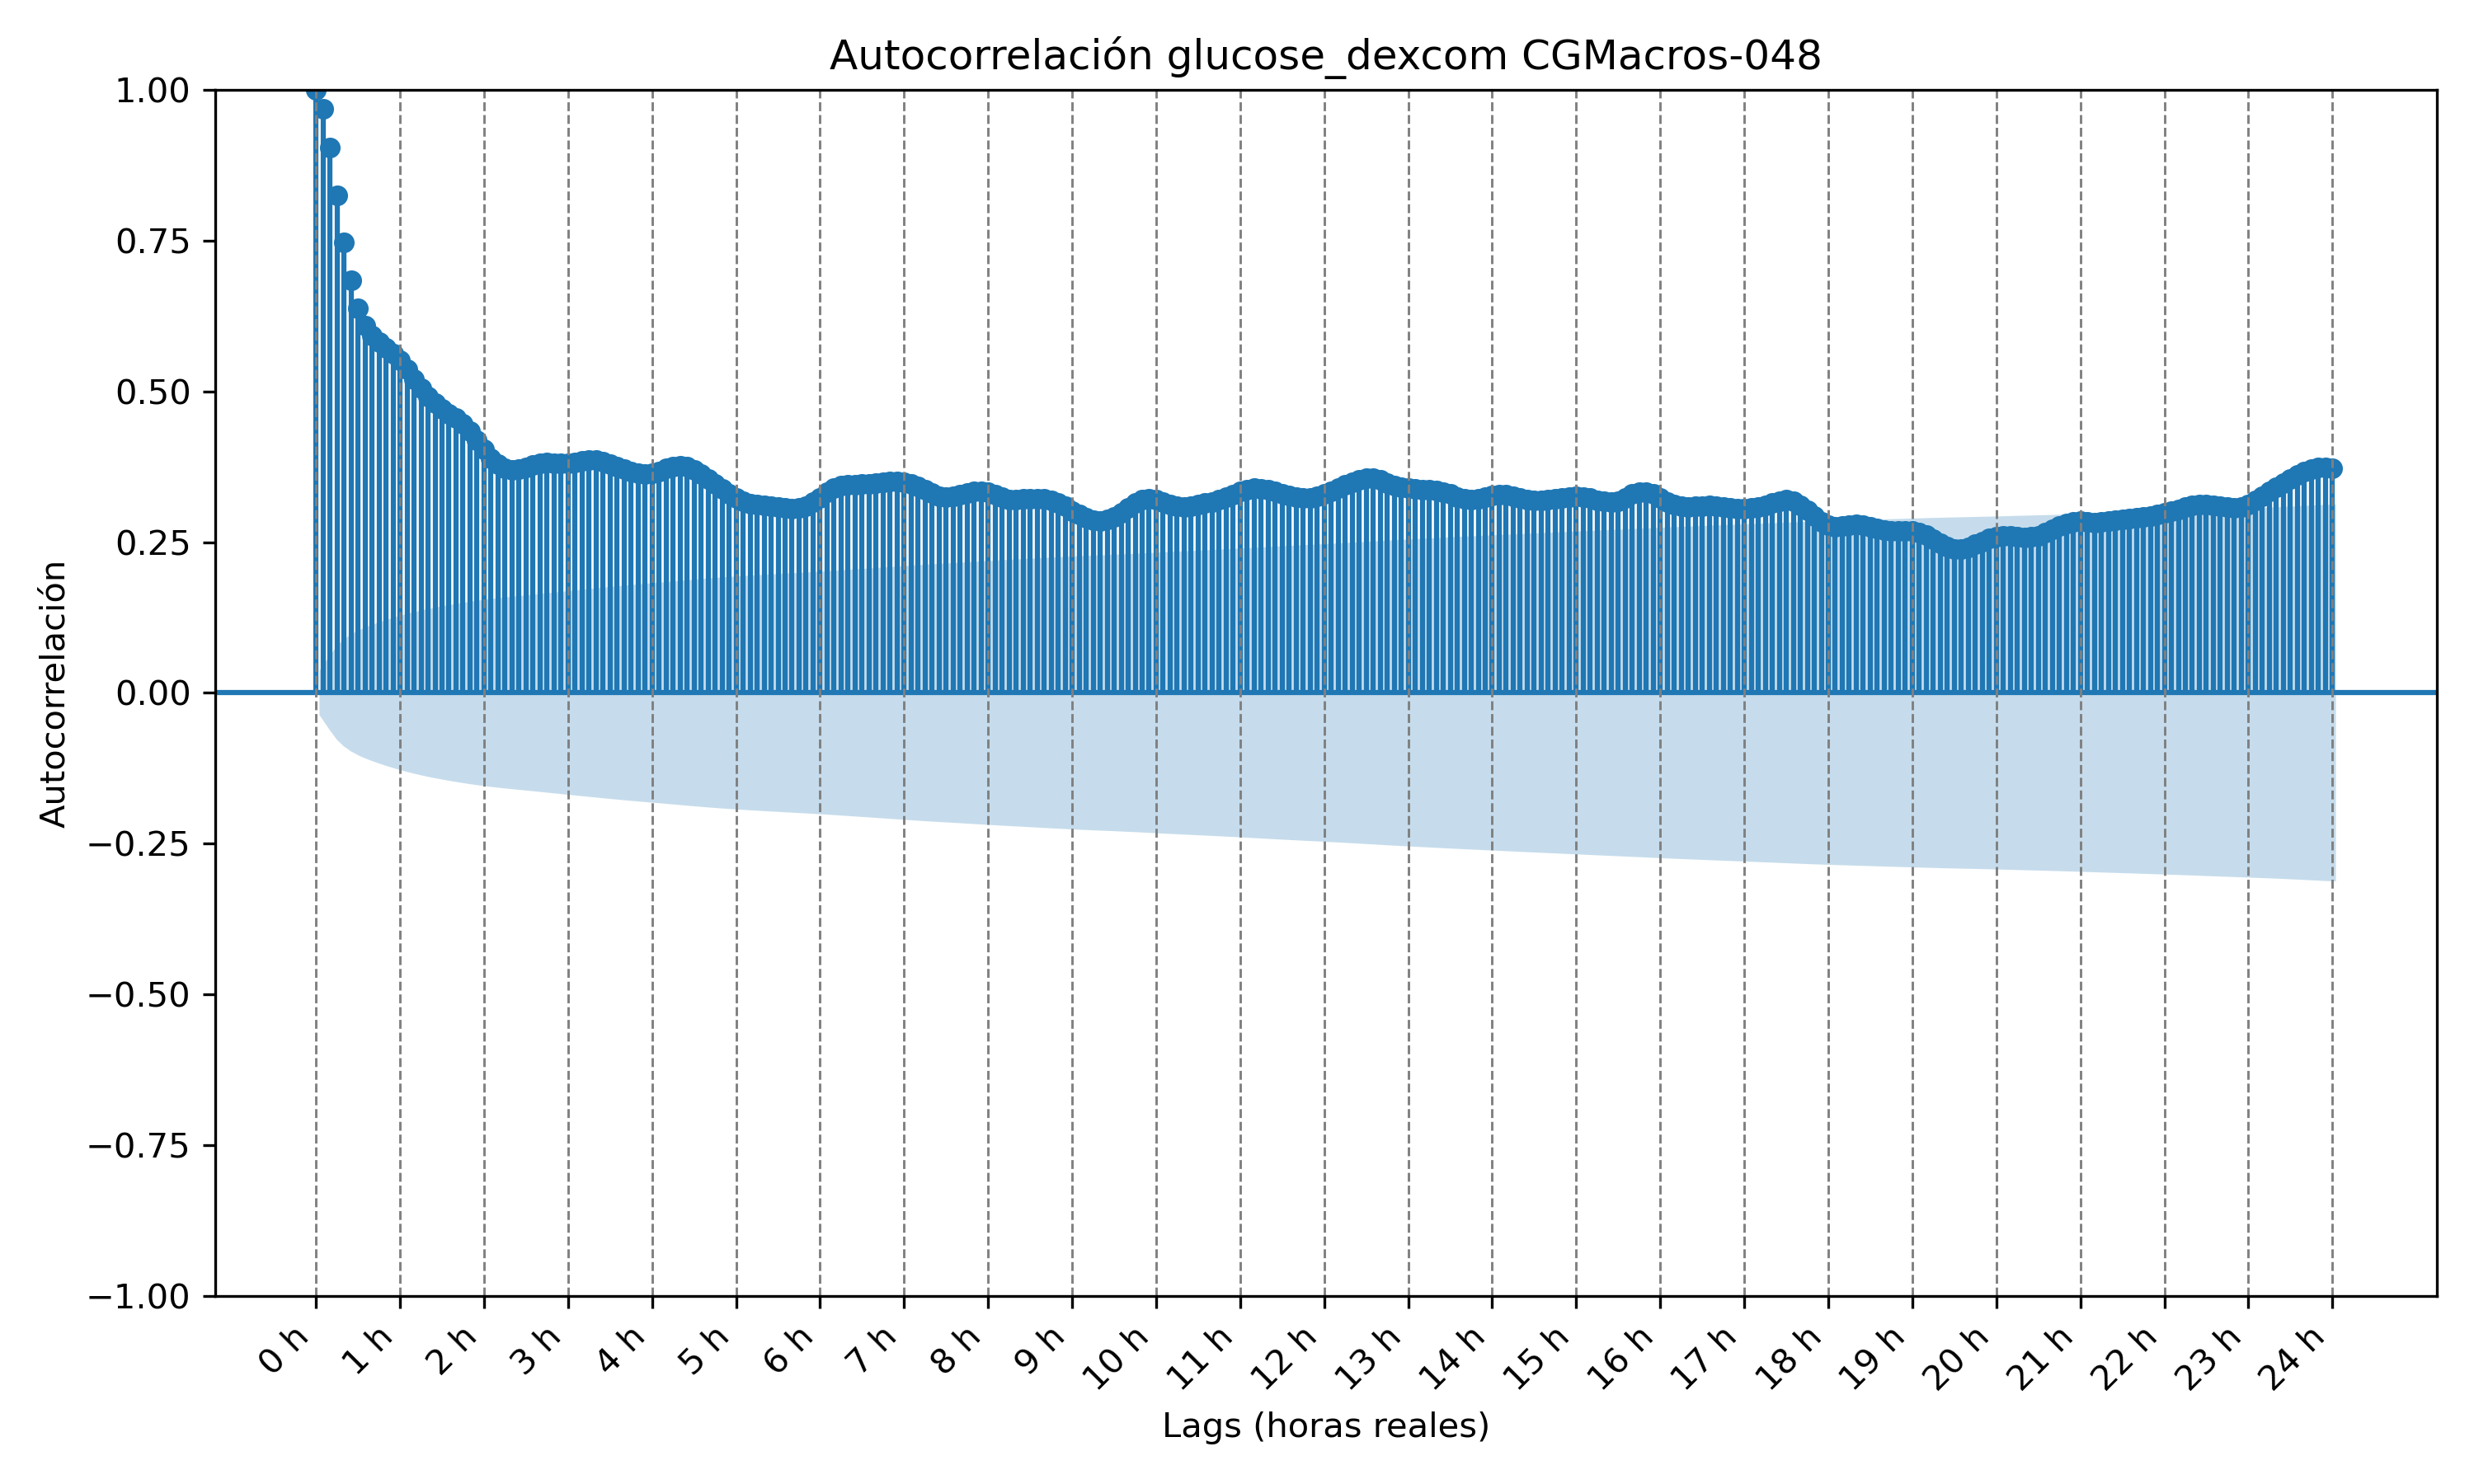 Autocorrelación glucose_dexcom CGMacros-048
Autocorrelación
1.00
0.75
0.50
0.25
0.00
−0.25
−0.50
−0.75
−1.00
0 h
1 h
2 h
3 h
4 h
5 h
6 h
7 h
8 h
9 h
10 h
11 h
12 h
13 h
14 h
15 h
16 h
17 h
18 h
19 h
20 h
21 h
22 h
23 h
24 h
Lags (horas reales)